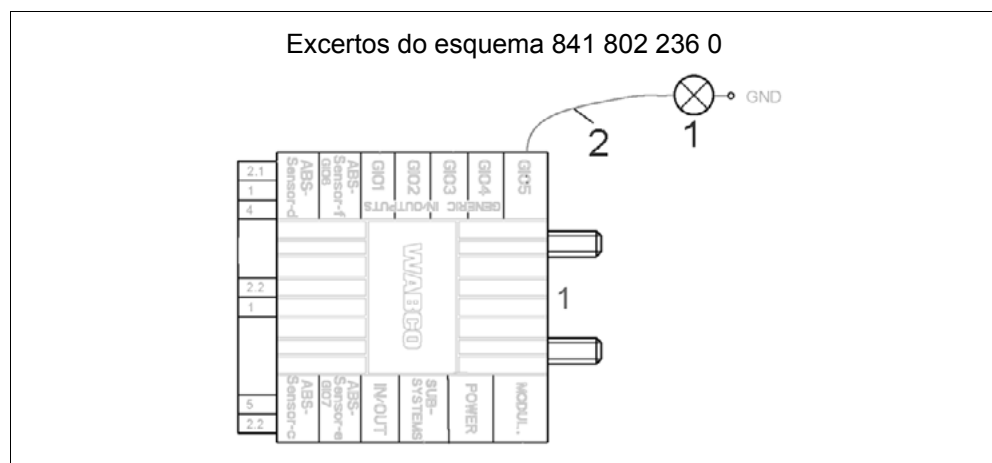 Excertos do esquema 841 802 236 0
GND
2
1
2.1
1
4
2.2
1
5
2.2
ABS-
Sensor-d
ABS-
Sensor-f
GIO6
GIO1
GIO2
GIO3
GIO4
GIO5
GENERIC IN/OUTPUTS
WABCO
1
ABS-
Sensor-c
ABS-
Sensor-e
GIO7
IN/OUT
SUB-
SYSTEMS
POWER
MODUL.